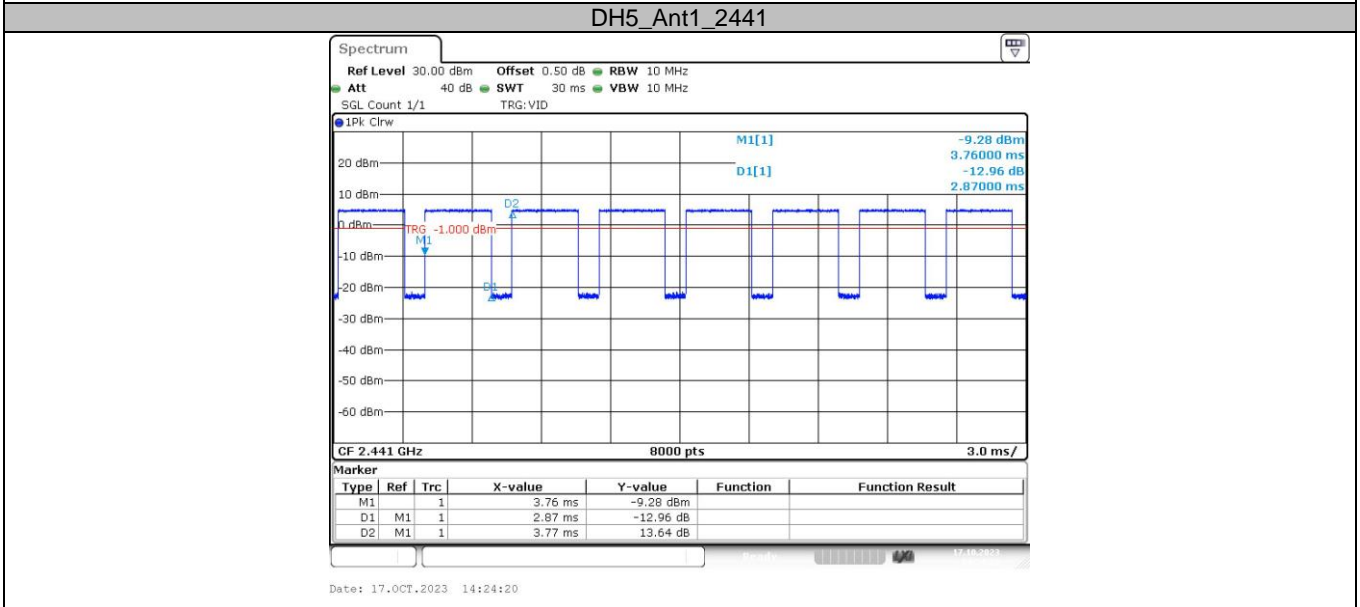 DH5_Ant1_2441
Spectrum
Ref Level 30.00 dBm Offset 0.50 dB RBW 10 MHz
Att 40 dB SWT 30 ms VBW 10 MHz
SGL Count 1/1 TRG:VID
1Pk Clrw
M1[1] -9.28 dBm
3.76000 ms
20 dBm
D1[1] -12.96 dB
2.87000 ms
10 dBm
D2
0 dBm
TRG -1.000 dBm
M1
-10 dBm
-20 dBm
D1
-30 dBm
-40 dBm
-50 dBm
-60 dBm
CF 2.441 GHz 8000 pts 3.0 ms/
Marker
Type Ref Trc X-value Y-value Function Function Result
M1 1 3.76 ms -9.28 dBm
D1 M1 1 2.87 ms -12.96 dB
D2 M1 1 3.77 ms 13.64 dB
17.10.2023
Date: 17.OCT.2023 14:24:20